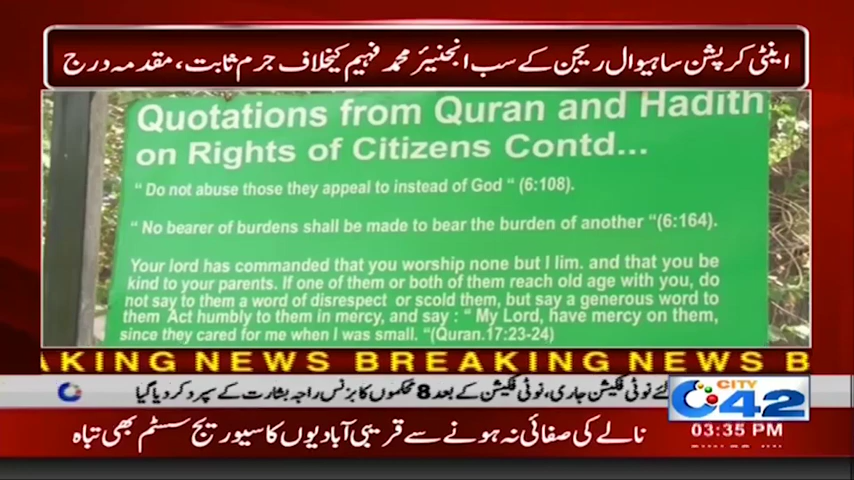 اینٹی کرپشن ساہیوال ریجن کے سب انجنیئر محمد فہیم کیخلاف جرم ثابت، مقدمہ درج
Quotations from Quran and Hadith
on Rights of Citizens Contd...
“ Do not abuse those they appeal to instead of God “ (6:108).
“ No bearer of burdens shall be made to bear the burden of another “(6:164).
Your lord has commanded that you worship none but I lim. and that you be
kind to your parents. If one of them or both of them reach old age with you, do
not say to them a word of disrespect or scold them, but say a generous word to
them Act humbly to them in mercy, and say : “ My Lord, have mercy on them,
since they cared for me when I was small. “(Quran.17:23-24)
AKING NEWS BREAKING NEWS B
لئے نوٹی فکیشن جاری، نوٹی فکیشن کے بعد 8 محکموں کا بزنس راجہ بشارت کے سپرد کر دیا گیا
CITY
42
03:35 PM
نالے کی صفائی نہ ہونے سے قریبی آبادیوں کا سیوریج سسٹم بھی تباہ